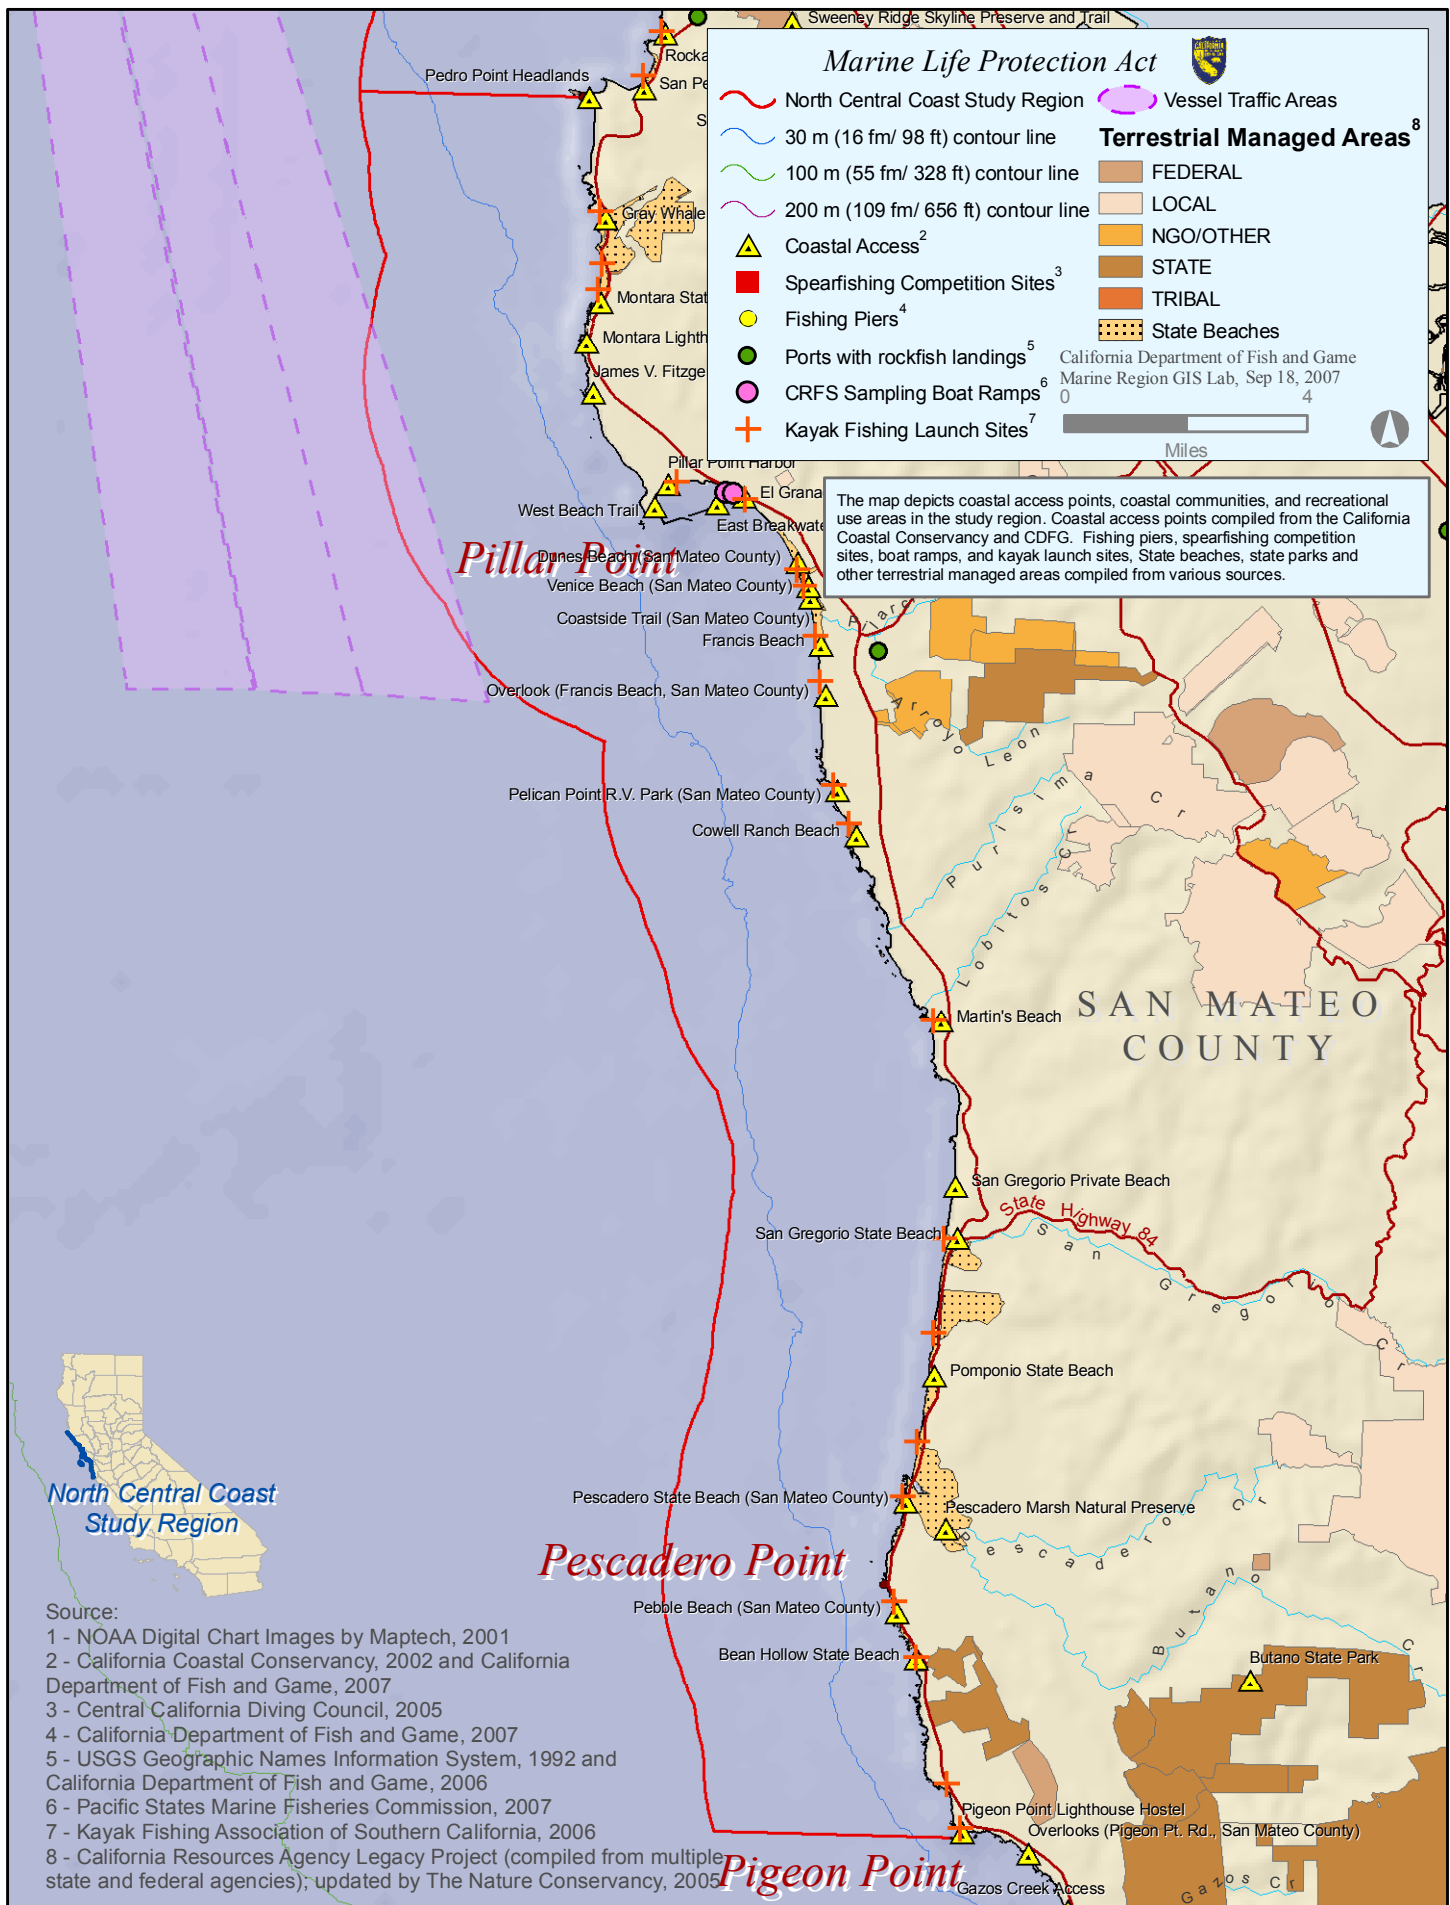 Sweeney Ridge Skyline Preserve and Trail
Rocka
Pedro Point Headlands
San Pe
S
Gray Whale
Montara Stat
Montara Lighth
James V. Fitzge
Marine Life Protection Act
CALIFORNIA
North Central Coast Study Region
30 m (16 fm/ 98 ft) contour line
100 m (55 fm/ 328 ft) contour line
200 m (109 fm/ 656 ft) contour line
Coastal Access2
Spearfishing Competition Sites3
Fishing Piers4
Ports with rockfish landings5
CRFS Sampling Boat Ramps6
Kayak Fishing Launch Sites7
Vessel Traffic Areas
Terrestrial Managed Areas8
FEDERAL
LOCAL
NGO/OTHER
STATE
TRIBAL
State Beaches
California Department of Fish and Game
Marine Region GIS Lab, Sep 18, 2007
0 4
Miles
The map depicts coastal access points, coastal communities, and recreational
use areas in the study region. Coastal access points compiled from the California
Coastal Conservancy and CDFG. Fishing piers, spearfishing competition
sites, boat ramps, and kayak launch sites, State beaches, state parks and
other terrestrial managed areas compiled from various sources.
Pillar Point Harbor
El Grana
West Beach Trail
East Breakwate
Pillar Point
Dunes Beach (San Mateo County)
Venice Beach (San Mateo County)
Coastside Trail (San Mateo County)
Pilarc
Francis Beach
Overlook (Francis Beach, San Mateo County)
Arroyo Leon
Pelican Point R.V. Park (San Mateo County)
Cowell Ranch Beach
Purisima Cr
Lobitos Cr
Martin's Beach
SAN MATEO
COUNTY
San Gregorio Private Beach
State Highway 84
San Gregorio State Beach
San Gregorio Cr
Pomponio State Beach
North Central Coast
Study Region
Pescadero State Beach (San Mateo County)
Pescadero Marsh Natural Preserve
Pescadero Cr
Pescadero Point
Butano Cr
Pebble Beach (San Mateo County)
Bean Hollow State Beach
Butano State Park
Pigeon Point Lighthouse Hostel
Overlooks (Pigeon Pt. Rd., San Mateo County)
Pigeon Point
Gazos Creek Access
Gazos Cr
Source:
1 - NOAA Digital Chart Images by Maptech, 2001
2 - California Coastal Conservancy, 2002 and California
Department of Fish and Game, 2007
3 - Central California Diving Council, 2005
4 - California Department of Fish and Game, 2007
5 - USGS Geographic Names Information System, 1992 and
California Department of Fish and Game, 2006
6 - Pacific States Marine Fisheries Commission, 2007
7 - Kayak Fishing Association of Southern California, 2006
8 - California Resources Agency Legacy Project (compiled from multiple
state and federal agencies); updated by The Nature Conservancy, 2005